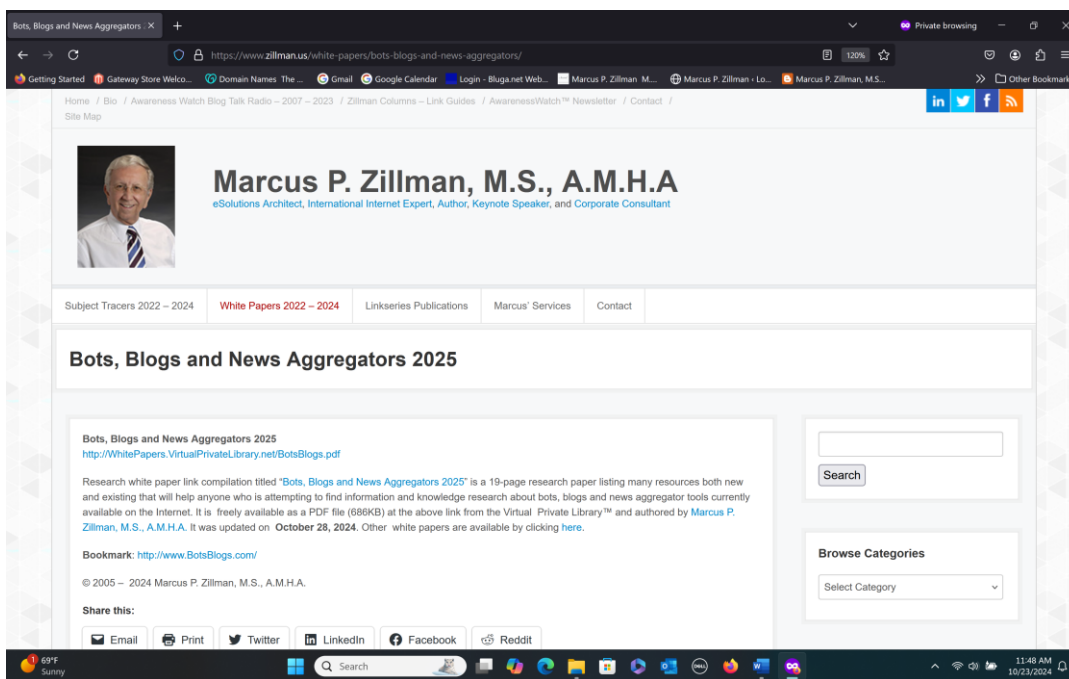 Bots, Blogs and News Aggregators
Private browsing
https://www.zillman.us/white-papers/bots-blogs-and-news-aggregators/
120%
Getting Started Gateway Store Welco... Domain Names The ... Gmail Google Calendar Login - Bluga.net Web... Marcus P. Zillman M.... Marcus P. Zillman ‹ Lo... Marcus P. Zillman, M.S... Other Bookmark
Home / Bio / Awareness Watch Blog Talk Radio – 2007 – 2023 / Zillman Columns – Link Guides / AwarenessWatch™ Newsletter / Contact /
Site Map
Marcus P. Zillman, M.S., A.M.H.A
eSolutions Architect, International Internet Expert, Author, Keynote Speaker, and Corporate Consultant
Subject Tracers 2022 – 2024 White Papers 2022 – 2024 Linkseries Publications Marcus' Services Contact
Bots, Blogs and News Aggregators 2025
Bots, Blogs and News Aggregators 2025
http://WhitePapers.VirtualPrivateLibrary.net/BotsBlogs.pdf
Research white paper link compilation titled “Bots, Blogs and News Aggregators 2025” is a 19-page research paper listing many resources both new
and existing that will help anyone who is attempting to find information and knowledge research about bots, blogs and news aggregator tools currently
available on the Internet. It is freely available as a PDF file (686KB) at the above link from the Virtual Private Library™ and authored by Marcus P.
Zillman, M.S., A.M.H.A. It was updated on October 28, 2024. Other white papers are available by clicking here.
Bookmark: http://www.BotsBlogs.com/
© 2005 – 2024 Marcus P. Zillman, M.S., A.M.H.A.
Share this:
Email Print Twitter LinkedIn Facebook Reddit
Search
Browse Categories
Select Category
1
69°F
Sunny
Search
11:48 AM
10/23/2024